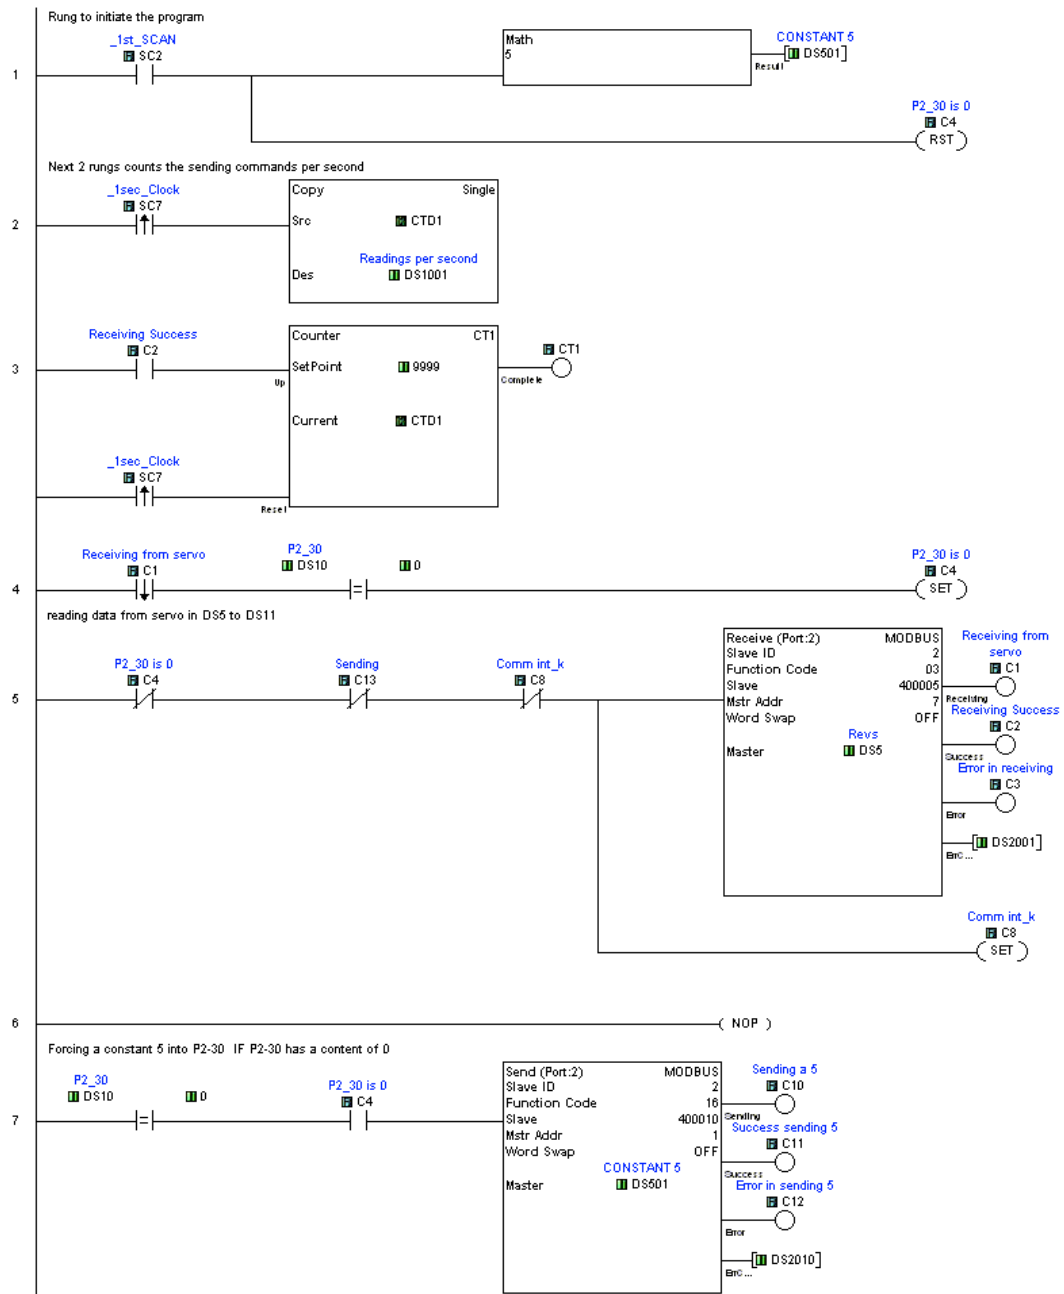 Rung to initiate the program
_1st_SCAN
SC2
1
Math
5
Result
CONSTANT 5
DS501
P2_30 is 0
C4
RST
Next 2 rungs counts the sending commands per second
_1sec_Clock
SC7
2
Copy Single
Src CTD1
Readings per second
Des DS1001
Receiving Success
C2
3
Up
Counter CT1
SetPoint 9999
Current CTD1
CT1
Complete
_1sec_Clock
SC7
Reset
Receiving from servo
C1
P2_30
DS10 0
P2_30 is 0
C4
4
=
SET
reading data from servo in DS5 to DS11
P2_30 is 0
C4
Sending
C13
Comm int_k
C8
5
Receive (Port:2) MODBUS
Slave ID 2
Function Code 03
Slave 400005
Mstr Addr 7
Word Swap OFF
Revs
Master DS5
Receiving from
servo
C1
Receiving
Receiving Success
C2
Success
Error in receiving
C3
Error
DS2001
ErrC...
Comm int_k
C8
SET
6
NOP
Forcing a constant 5 into P2-30 IF P2-30 has a content of 0
P2_30
DS10 0
P2_30 is 0
C4
7
=
Send (Port:2) MODBUS
Slave ID 2
Function Code 16
Slave 400010
Mstr Addr 1
Word Swap OFF
CONSTANT 5
Master DS501
Sending a 5
C10
Sending
Success sending 5
C11
Success
Error in sending 5
C12
Error
DS2010
ErrC...